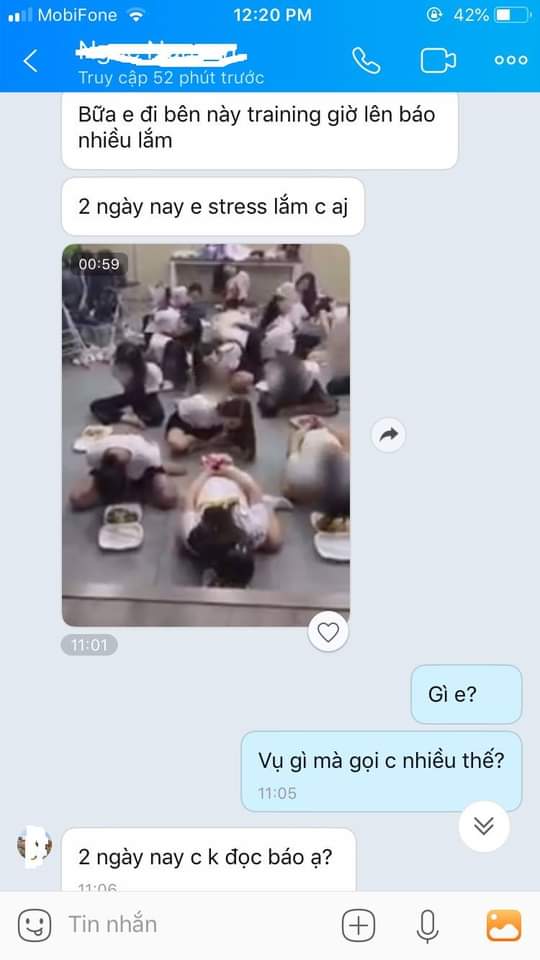 MobiFone
12:20 PM
42%
Truy cập 52 phút trước
Bữa e đi bên này training giờ lên báo
nhiều lắm
2 ngày nay e stress lắm c aj
00:59
11:01
Gì e?
Vụ gì mà gọi c nhiều thế?
11:05
2 ngày nay c k đọc báo ạ?
11:06
Tin nhắn